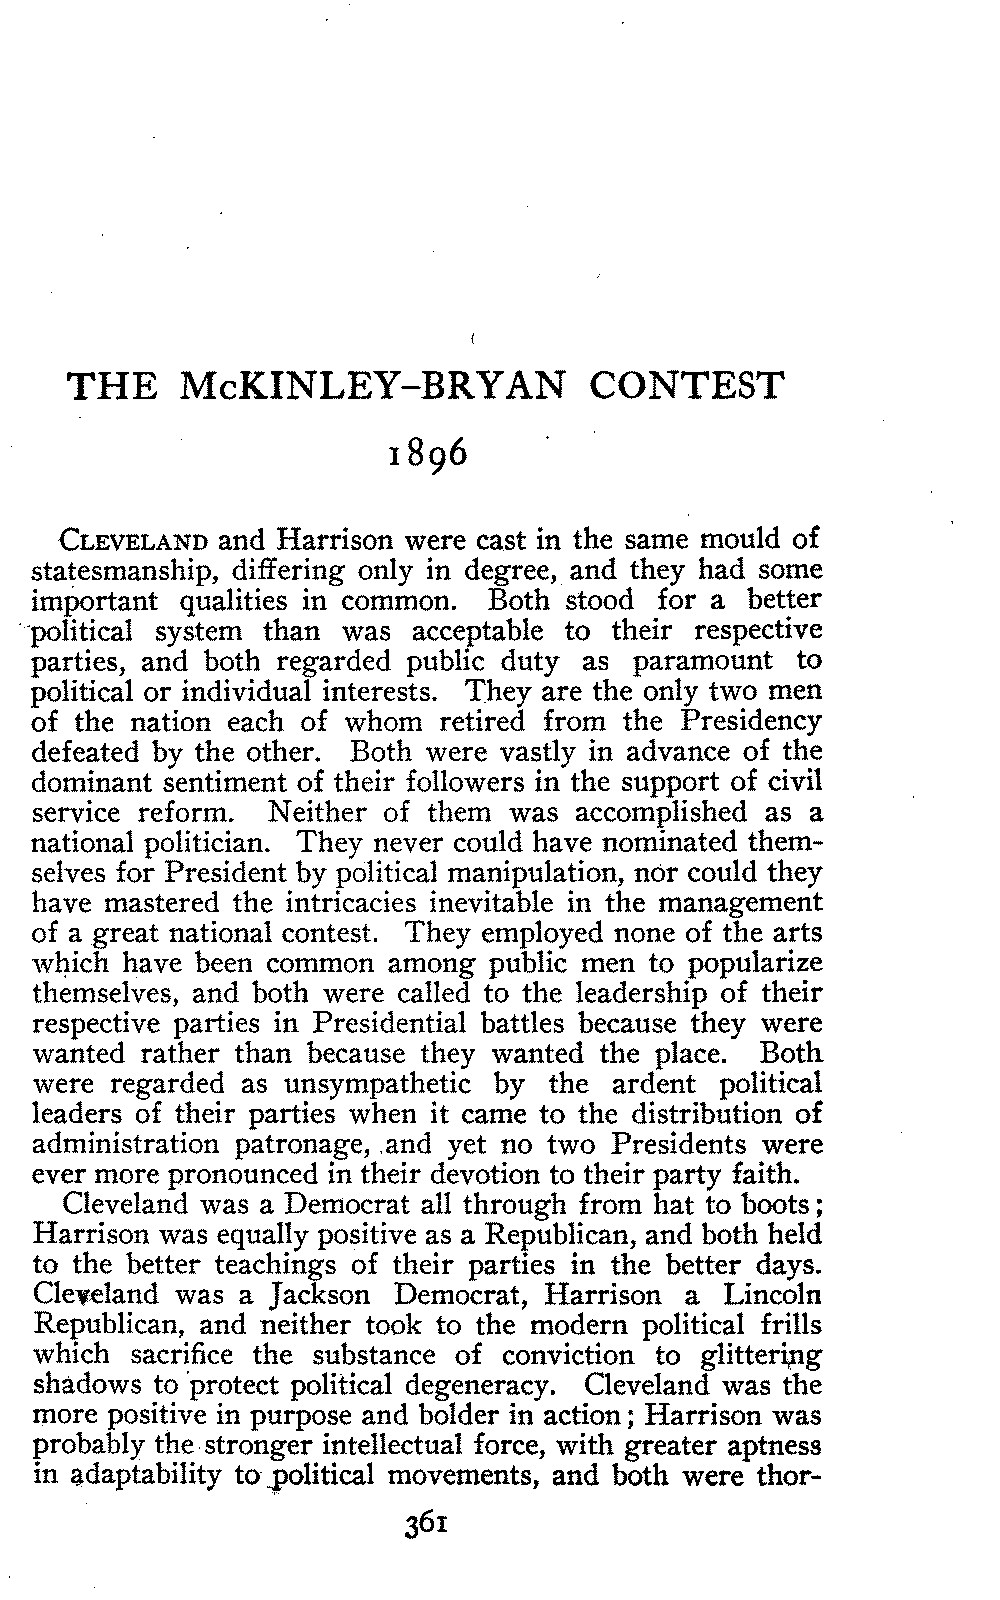 THE McKINLEY–BRYAN CONTEST
1896
CLEVELAND and Harrison were cast in the same mould of
statesmanship, differing only in degree, and they had some
important qualities in common. Both stood for a better
political system than was acceptable to their respective
parties, and both regarded public duty as paramount to
political or individual interests. They are the only two men
of the nation each of whom retired from the Presidency
defeated by the other. Both were vastly in advance of the
dominant sentiment of their followers in the support of civil
service reform. Neither of them was accomplished as a
national politician. They never could have nominated them-
selves for President by political manipulation, nor could they
have mastered the intricacies inevitable in the management
of a great national contest. They employed none of the arts
which have been common among public men to popularize
themselves, and both were called to the leadership of their
respective parties in Presidential battles because they were
wanted rather than because they wanted the place. Both
were regarded as unsympathetic by the ardent political
leaders of their parties when it came to the distribution of
administration patronage, and yet no two Presidents were
ever more pronounced in their devotion to their party faith.
Cleveland was a Democrat all through from hat to boots;
Harrison was equally positive as a Republican, and both held
to the better teachings of their parties in the better days.
Cleveland was a Jackson Democrat, Harrison a Lincoln
Republican, and neither took to the modern political frills
which sacrifice the substance of conviction to glittering
shadows to protect political degeneracy. Cleveland was the
more positive in purpose and bolder in action; Harrison was
probably the stronger intellectual force, with greater aptness
in adaptability to political movements, and both were thor-
361